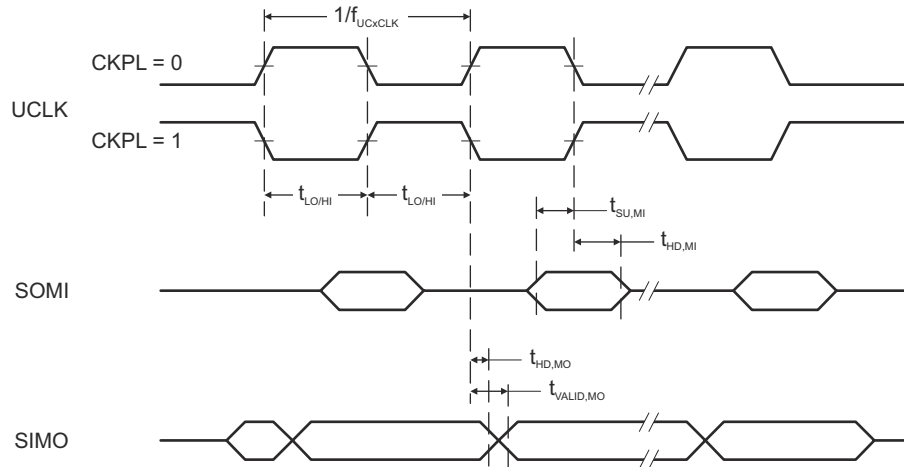 1/fUCxCLK
CKPL = 0
UCLK
CKPL = 1
tLO/HI
tLO/HI
tSU,MI
tHD,MI
SOMI
tHD,MO
tVALID,MO
SIMO